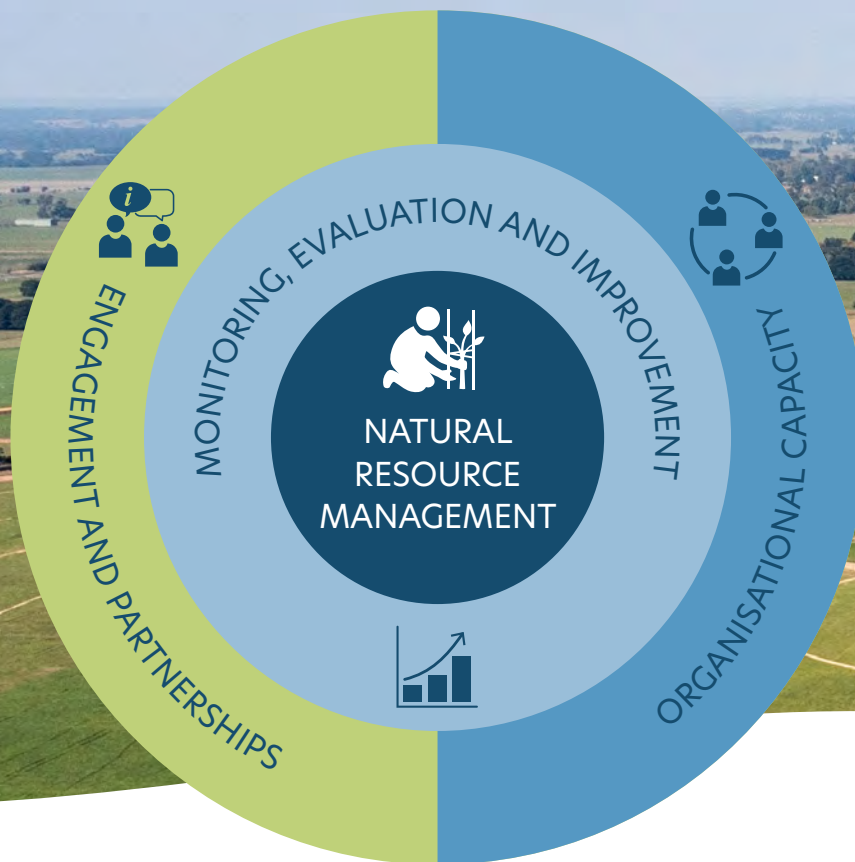 MONITORING, EVALUATION AND IMPROVEMENT
NATURAL
RESOURCE
MANAGEMENT
ENGAGEMENT AND PARTNERSHIPS
ORGANISATIONAL CAPACITY
i